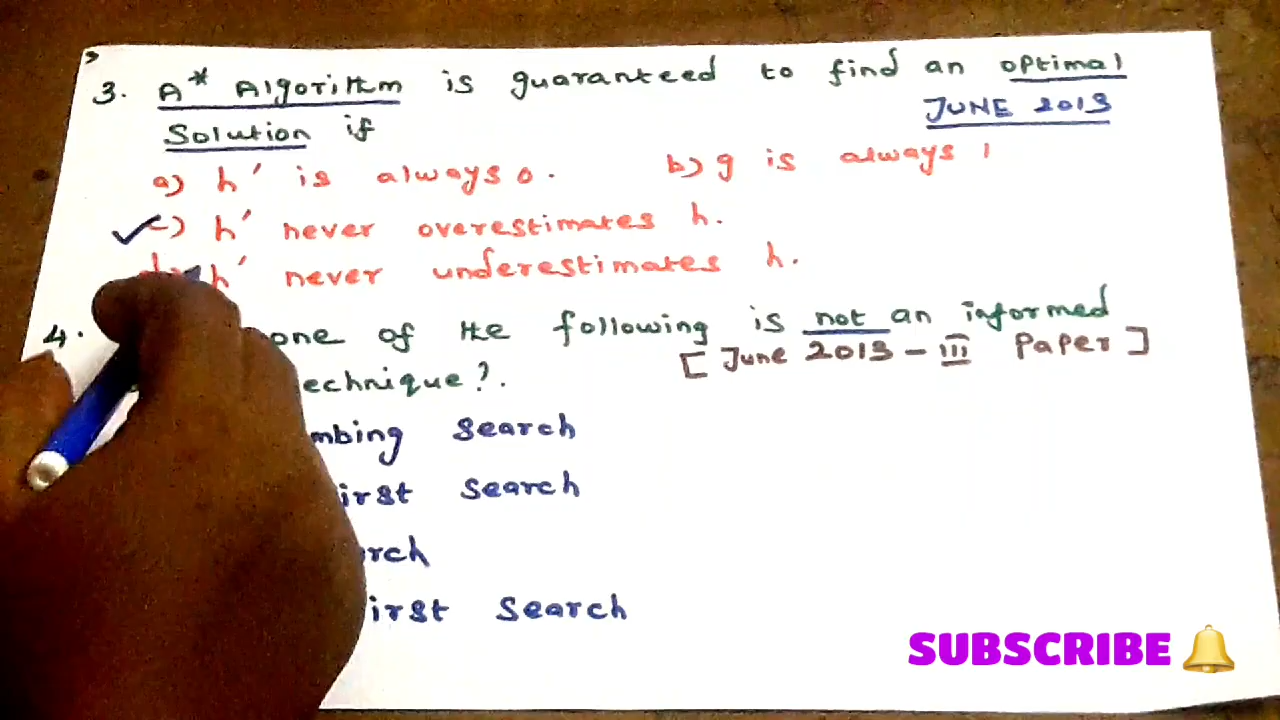 3. A* Algorithm is guaranteed to find an optimal
Solution if JUNE 2013
a) h' is always 0. b) g is always 1
c) h' never overestimates h.
h' never underestimates h.
4. one of the following is not an informed
[June 2013 - III Paper]
echnique?.
mbing search
irst search
rch
irst search
SUBSCRIBE